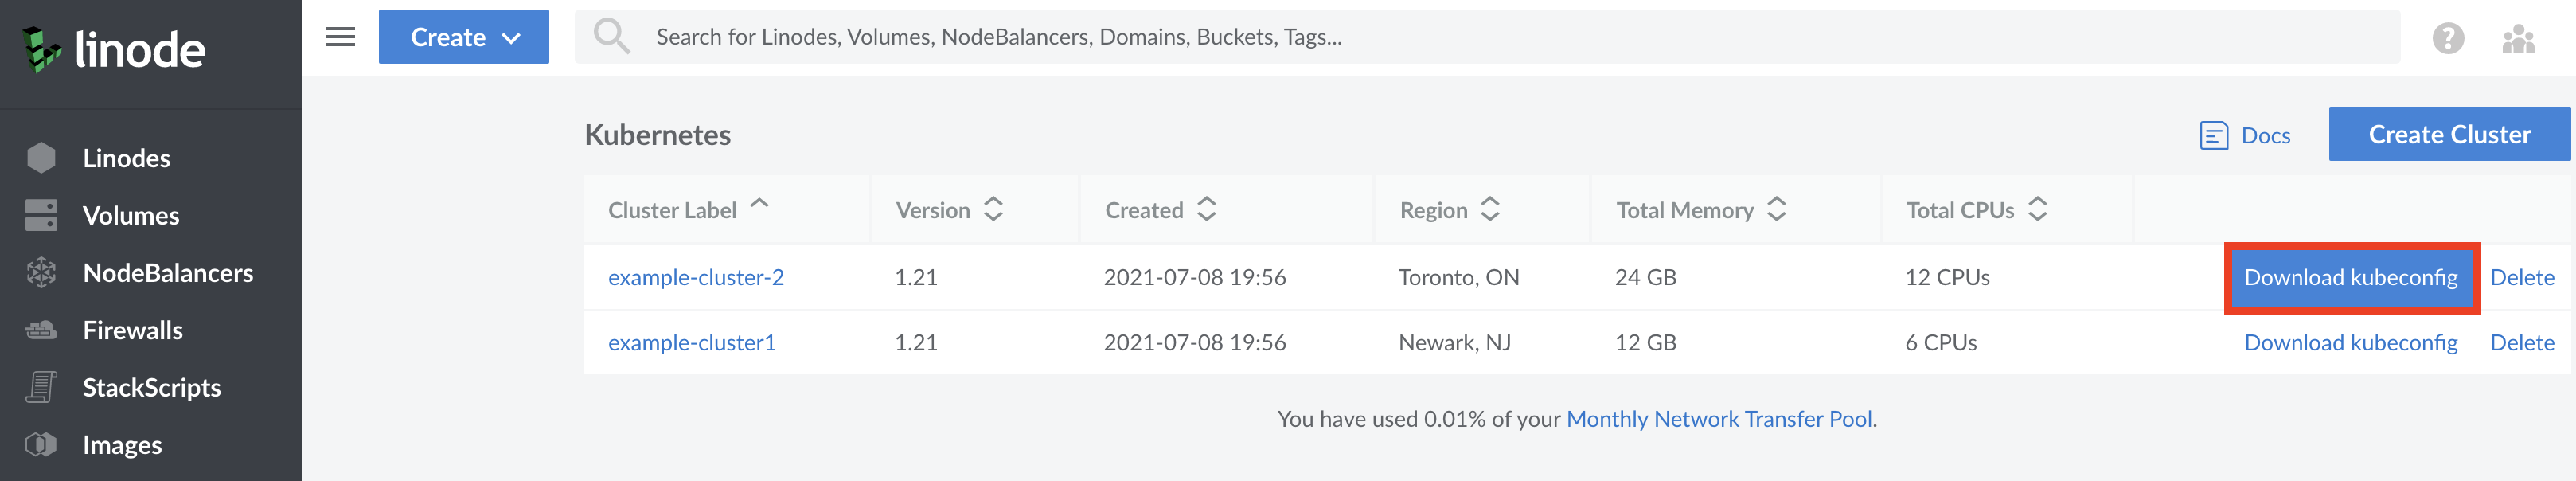 linode
Create
Search for Linodes, Volumes, NodeBalancers, Domains, Buckets, Tags...
?
Linodes
Volumes
NodeBalancers
Firewalls
StackScripts
Images
Kubernetes
Docs
Create Cluster
Cluster Label Version Created Region Total Memory Total CPUs
example-cluster-2 1.21 2021-07-08 19:56 Toronto, ON 24 GB 12 CPUs Download kubeconfig Delete
example-cluster1 1.21 2021-07-08 19:56 Newark, NJ 12 GB 6 CPUs Download kubeconfig Delete
You have used 0.01% of your Monthly Network Transfer Pool.